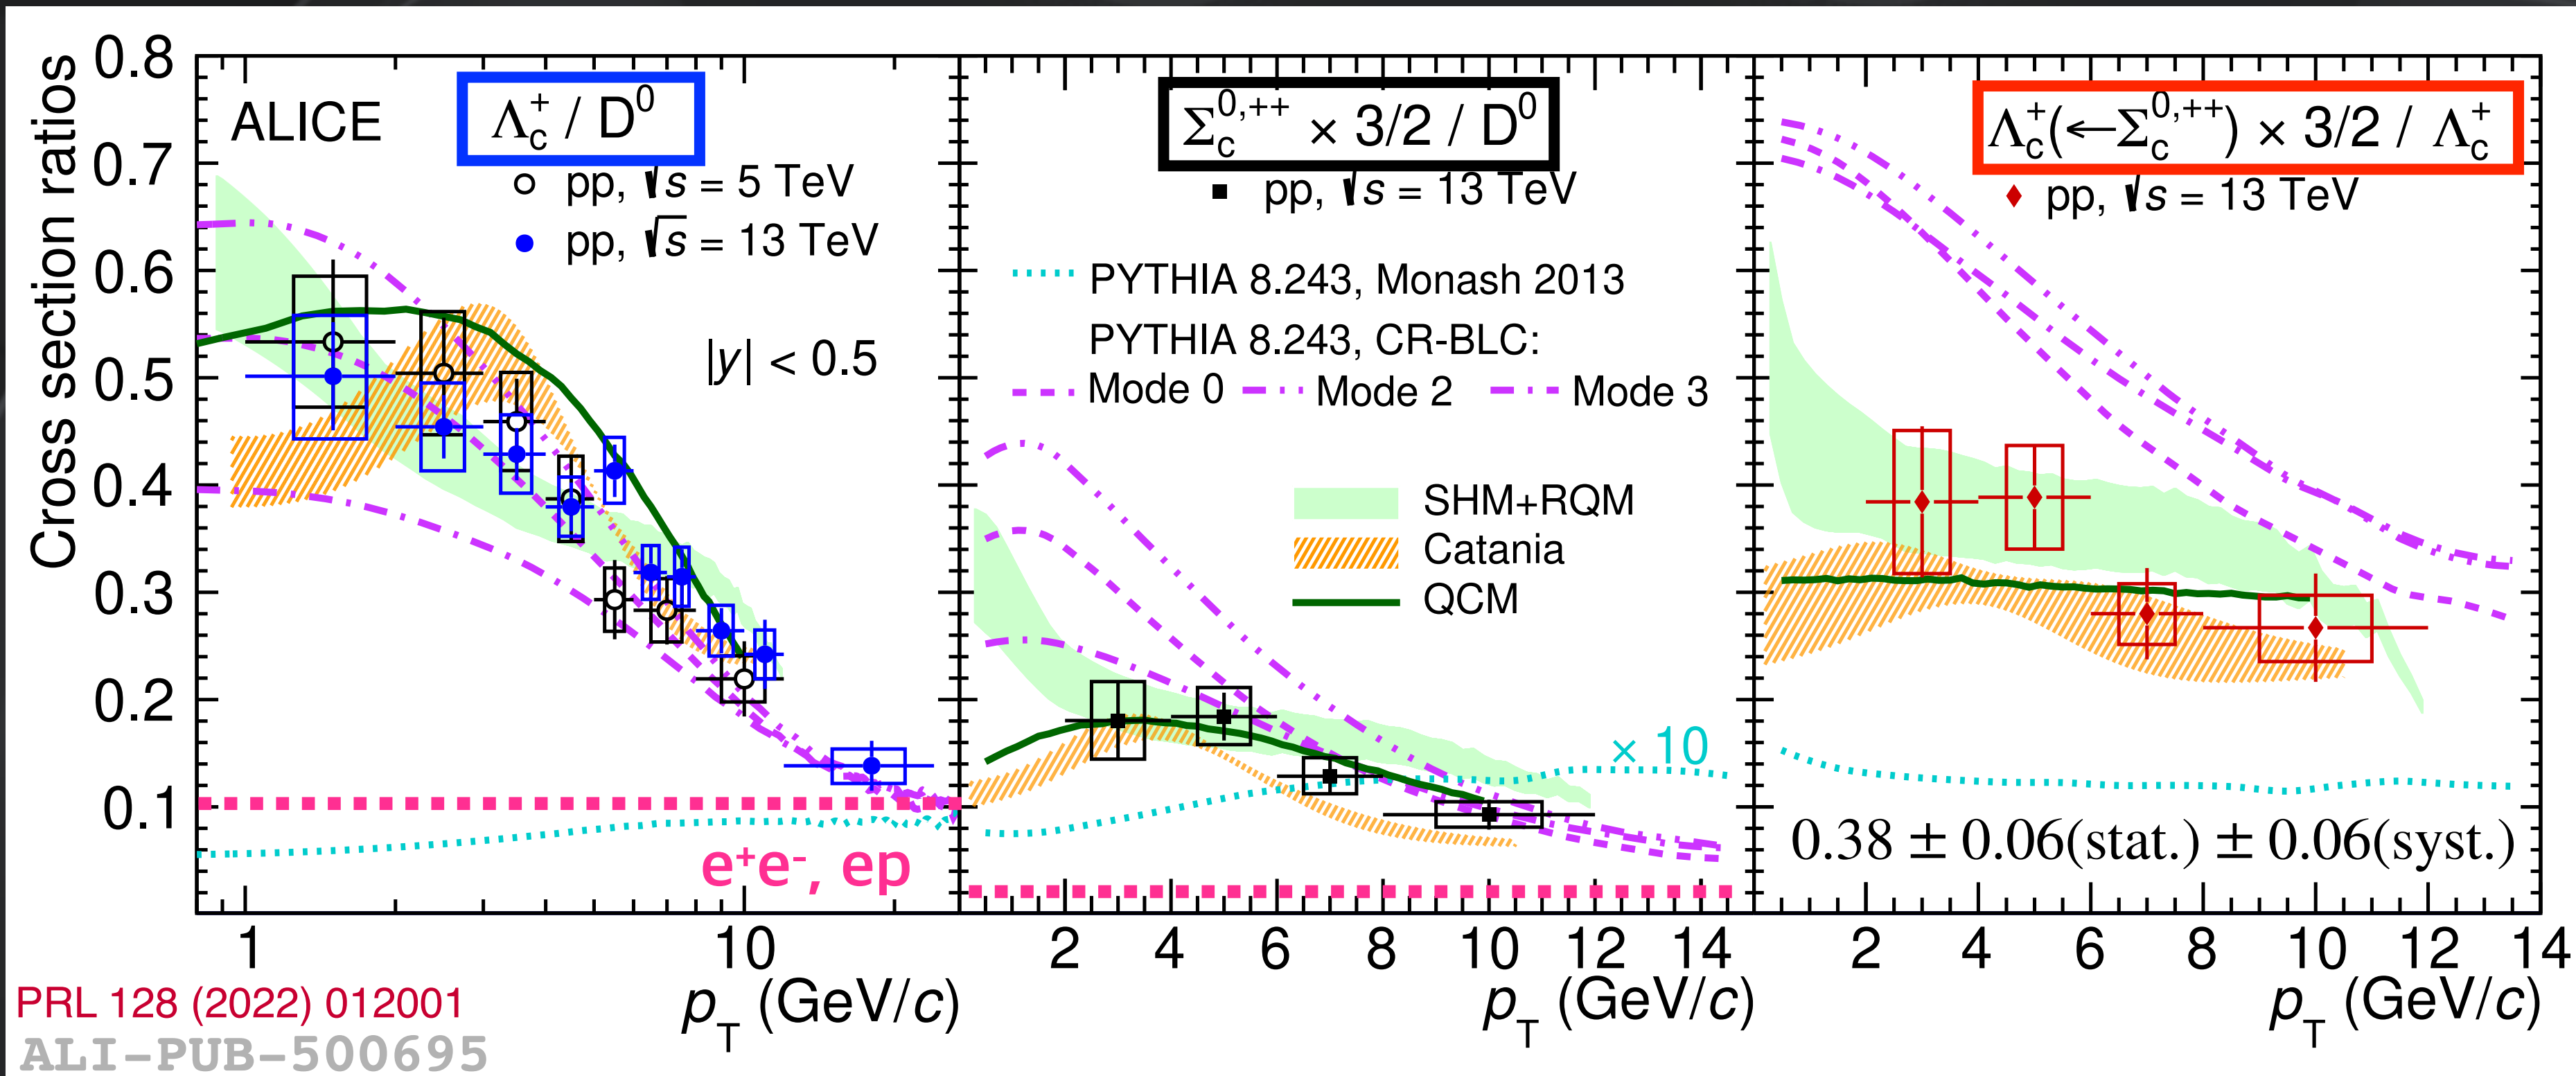 Cross section ratios
0.8
0.7
0.6
0.5
0.4
0.3
0.2
0.1
ALICE
Λc+ / D0
pp, √s = 5 TeV
pp, √s = 13 TeV
|y| < 0.5
e+e-, ep
1 10
pT (GeV/c)
Σc0,++ × 3/2 / D0
pp, √s = 13 TeV
PYTHIA 8.243, Monash 2013
PYTHIA 8.243, CR-BLC:
Mode 0 Mode 2 Mode 3
SHM+RQM
Catania
QCM
× 10
2 4 6 8 10 12 14
pT (GeV/c)
Λc+(←Σc0,++) × 3/2 / Λc+
pp, √s = 13 TeV
0.38 ± 0.06(stat.) ± 0.06(syst.)
2 4 6 8 10 12 14
pT (GeV/c)
PRL 128 (2022) 012001
ALI-PUB-500695